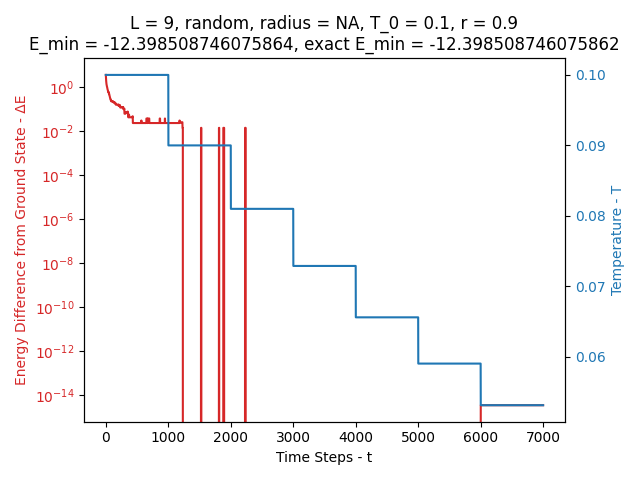 L = 9, random, radius = NA, T_0 = 0.1, r = 0.9
E_min = -12.398508746075864, exact E_min = -12.398508746075862
Energy Difference from Ground State - ΔE
10^0
10^{-2}
10^{-4}
10^{-6}
10^{-8}
10^{-10}
10^{-12}
10^{-14}
0.10
0.09
0.08
0.07
0.06
Temperature - T
0 1000 2000 3000 4000 5000 6000 7000
Time Steps - t